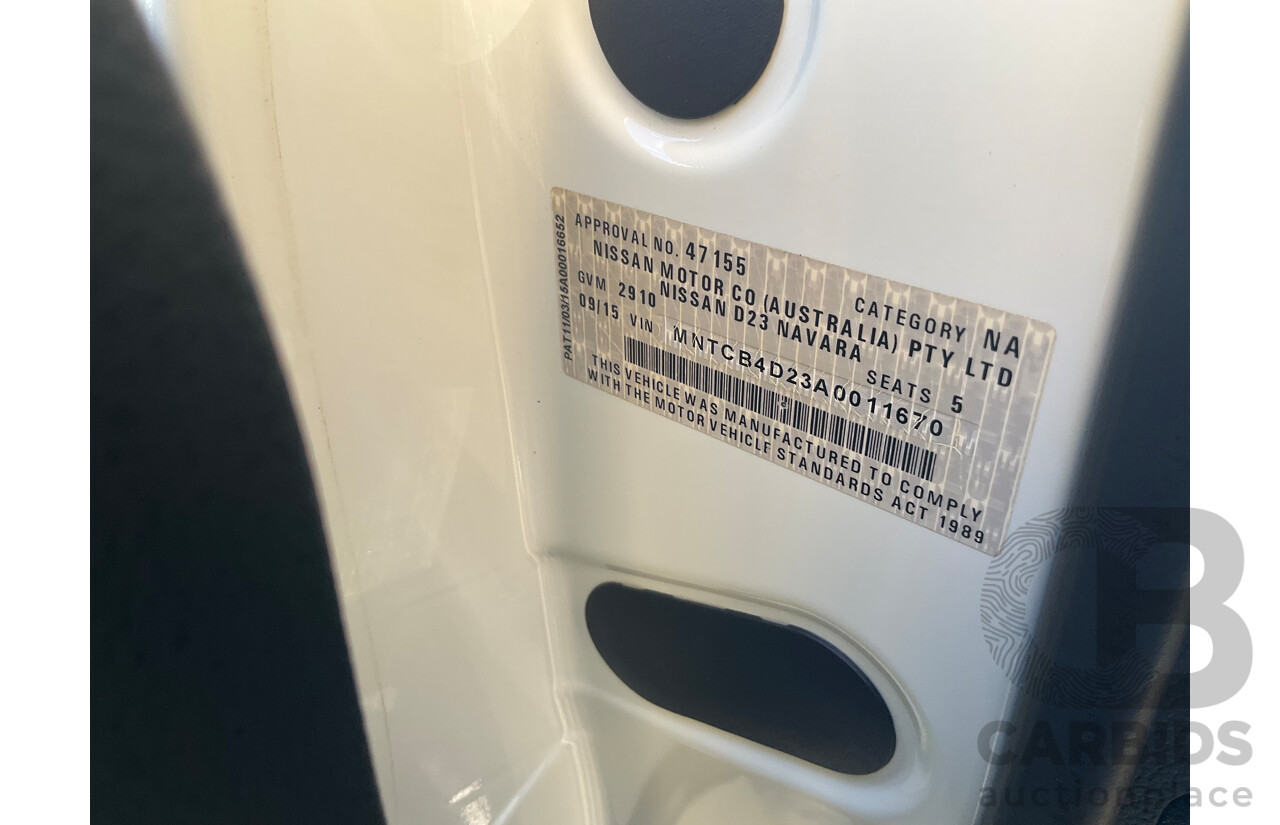 PAT11/03/15A00016652
APPROVAL NO. 47155 CATEGORY NA
NISSAN MOTOR CO (AUSTRALIA) PTY LTD
NISSAN D23 NAVARA
GVM 2910 SEATS 5
09/15 VIN MNTCB4D23A0011670
THIS VEHICLE WAS MANUFACTURED TO COMPLY
WITH THE MOTOR VEHICLE STANDARDS ACT 1989
CB
CARBIDS
auctionplace